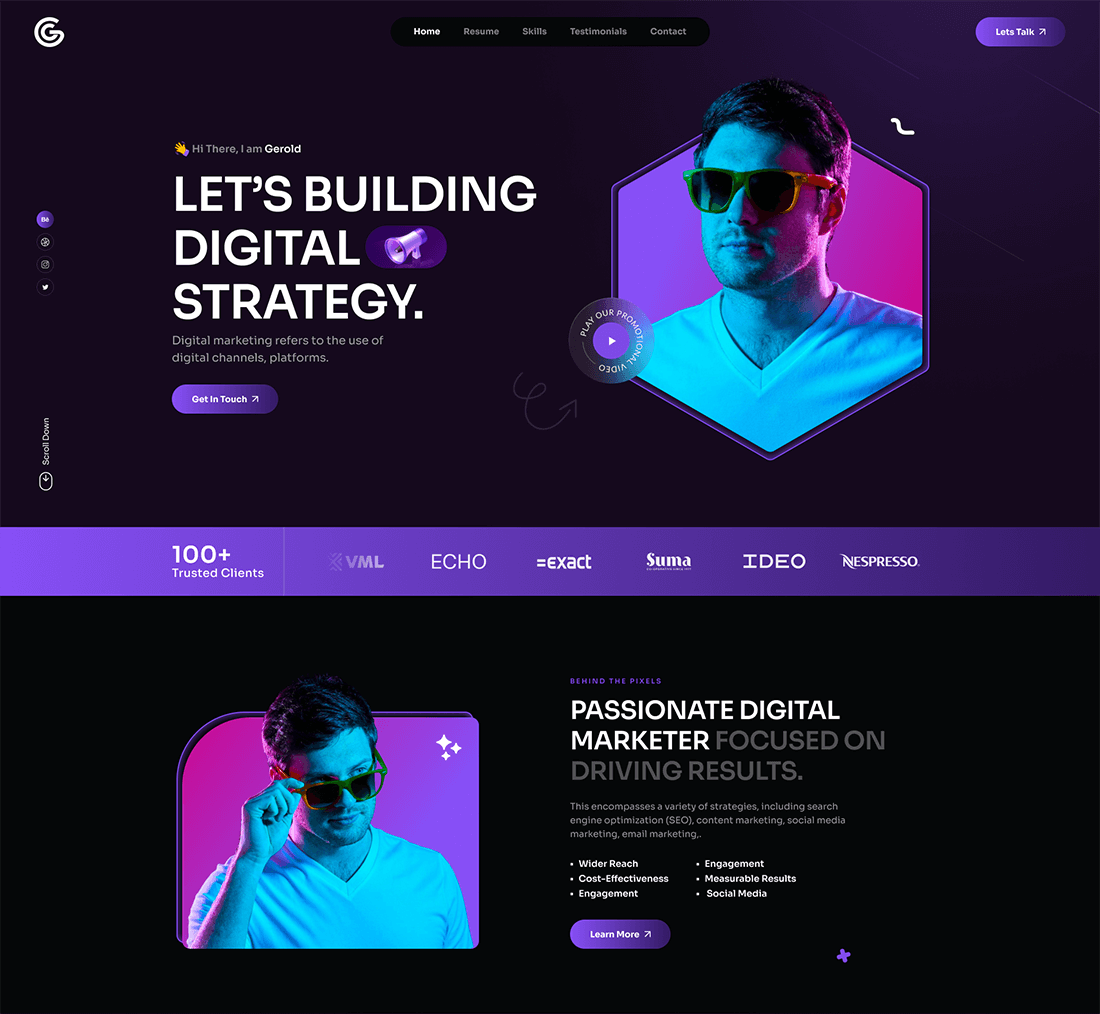 G
Home Resume Skills Testimonials Contact
Lets Talk
Hi There, I am Gerold
LET’S BUILDING
DIGITAL
STRATEGY.
Digital marketing refers to the use of
digital channels, platforms.
Get In Touch
Bē
PLAY OUR PROMOTIONAL VIDEO
Scroll Down
100+
Trusted Clients
VML
ECHO
=exact
Suma
IDEO
NESPRESSO.
BEHIND THE PIXELS
PASSIONATE DIGITAL
MARKETER FOCUSED ON
DRIVING RESULTS.
This encompasses a variety of strategies, including search
engine optimization (SEO), content marketing, social media
marketing, email marketing,.
• Wider Reach
• Cost-Effectiveness
• Engagement
• Engagement
• Measurable Results
• Social Media
Learn More